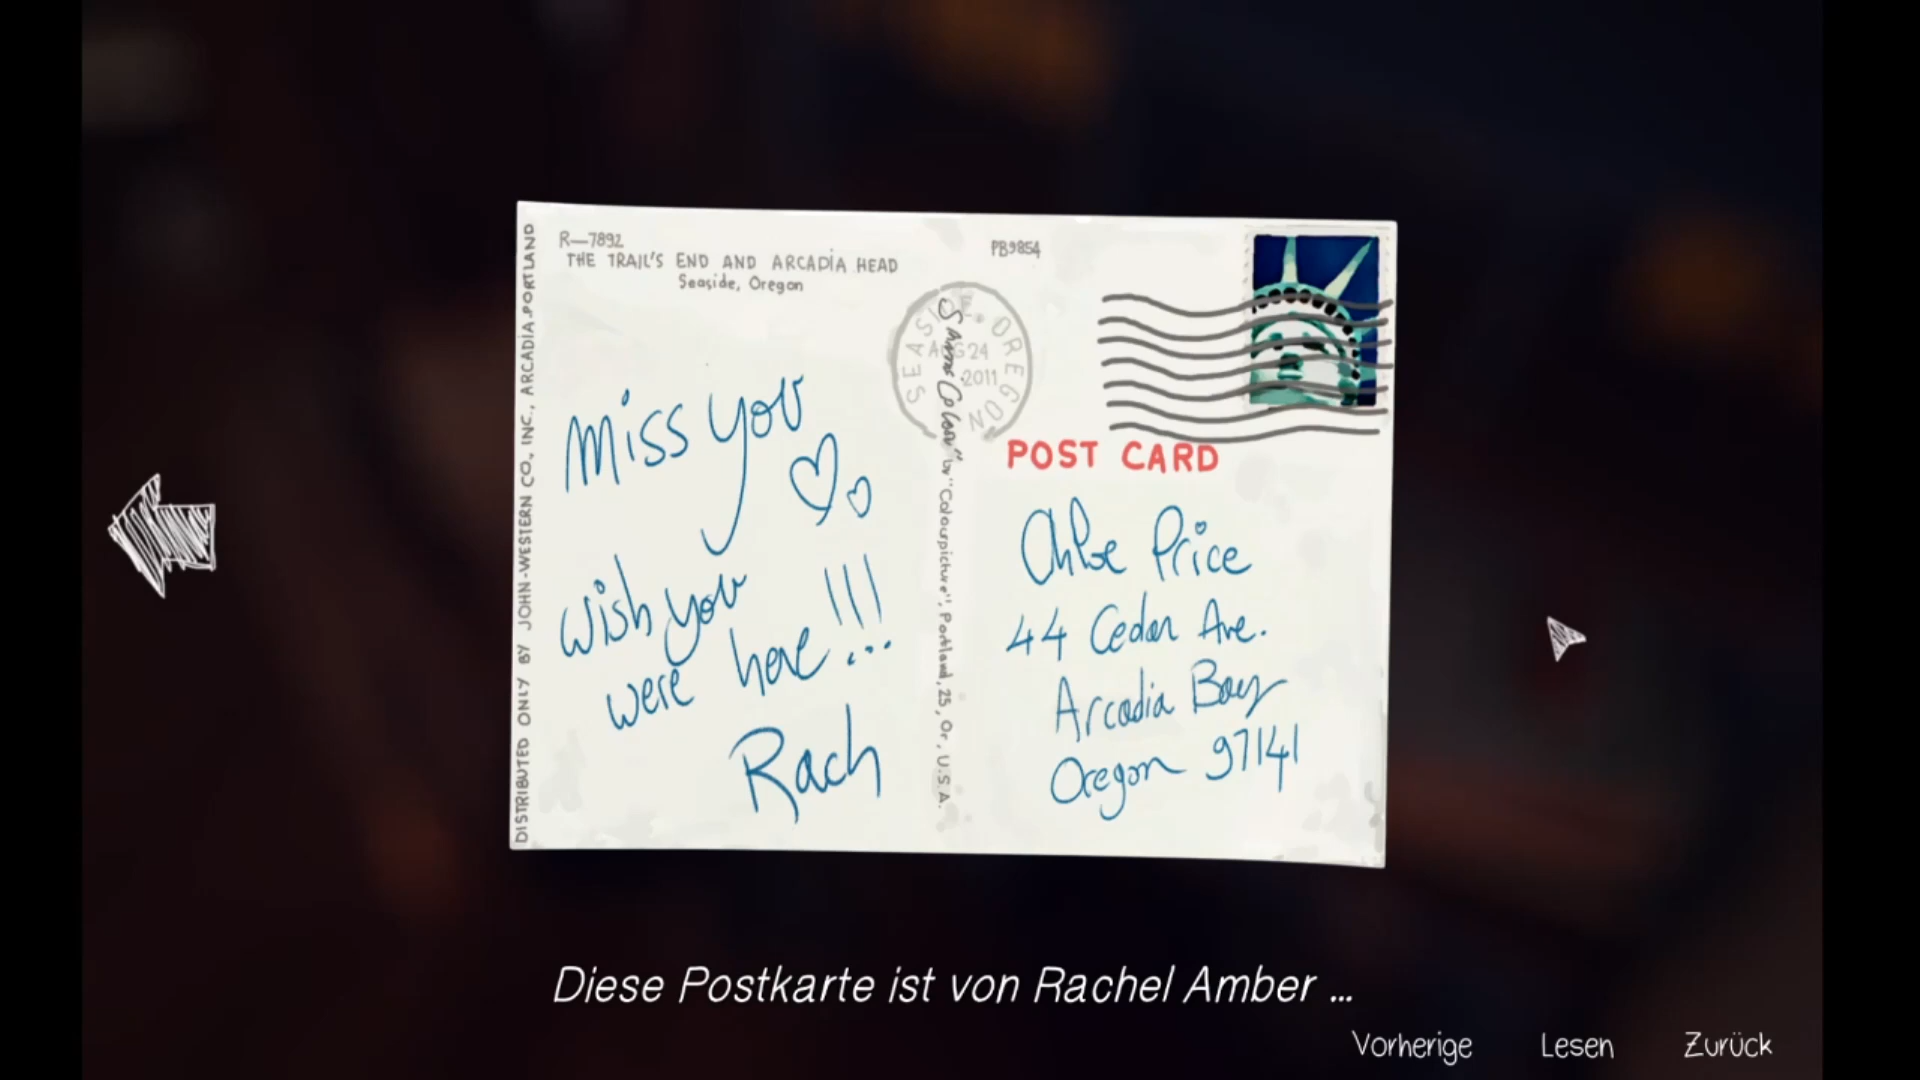 R—7892
THE TRAIL'S END AND ARCADIA HEAD
Seaside, Oregon
PB9854
DISTRIBUTED ONLY BY JOHN-WESTERN CO., INC., ARCADIA.PORTLAND
SEASIDE. OREGON
AUG 24
2011
by "Colourpicture", Portland, 25, Or, U.S.A.
POST CARD
Miss you
Wish you
were here!!!...
Rach
Chloe Price
44 Cedar Ave.
Arcadia Bay
Oregon 97141
Diese Postkarte ist von Rachel Amber ...
Vorherige
Lesen
Zurück